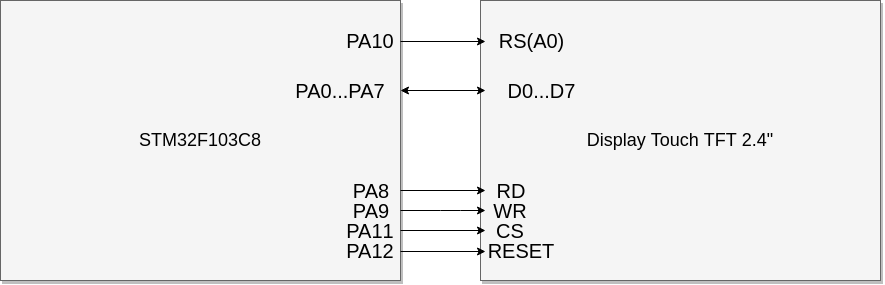 PA10 RS(A0)
PA0...PA7 D0...D7
STM32F103C8 Display Touch TFT 2.4"
PA8 RD
PA9 WR
PA11 CS
PA12 RESET